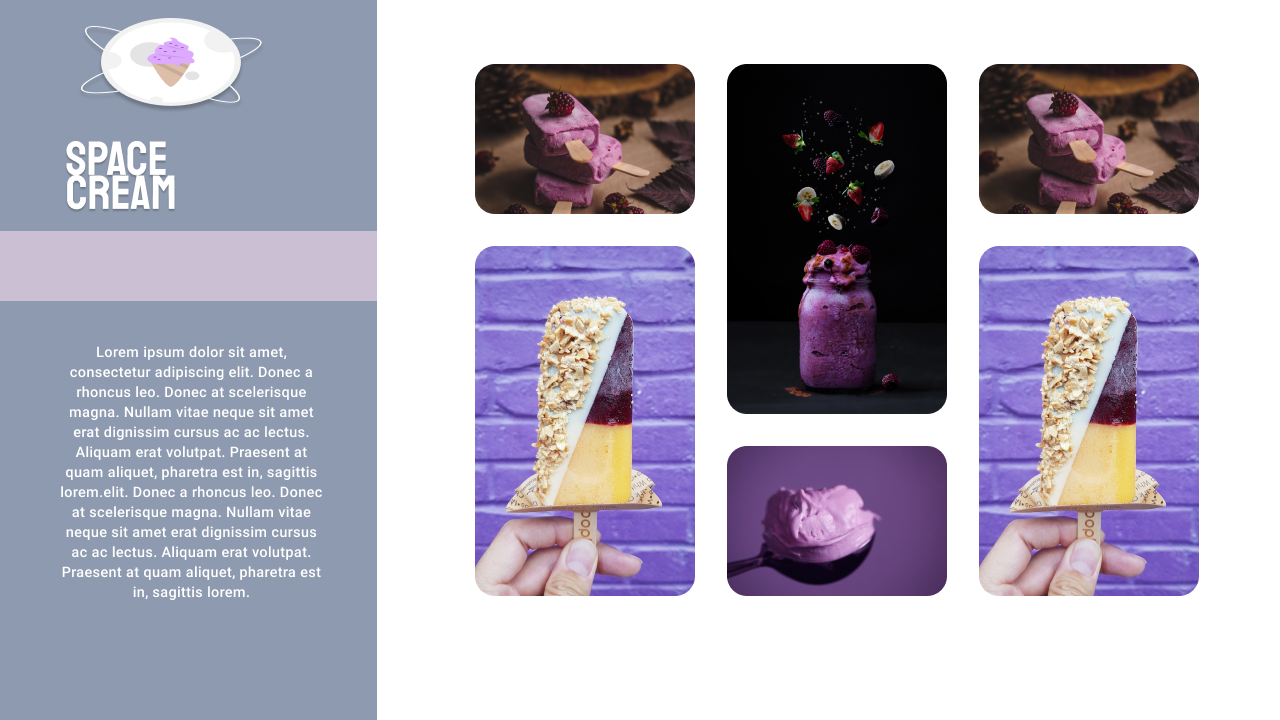 SPACE
CREAM
Lorem ipsum dolor sit amet,
consectetur adipiscing elit. Donec a
rhoncus leo. Donec at scelerisque
magna. Nullam vitae neque sit amet
erat dignissim cursus ac ac lectus.
Aliquam erat volutpat. Praesent at
quam aliquet, pharetra est in, sagittis
lorem.elit. Donec a rhoncus leo. Donec
at scelerisque magna. Nullam vitae
neque sit amet erat dignissim cursus
ac ac lectus. Aliquam erat volutpat.
Praesent at quam aliquet, pharetra est
in, sagittis lorem.